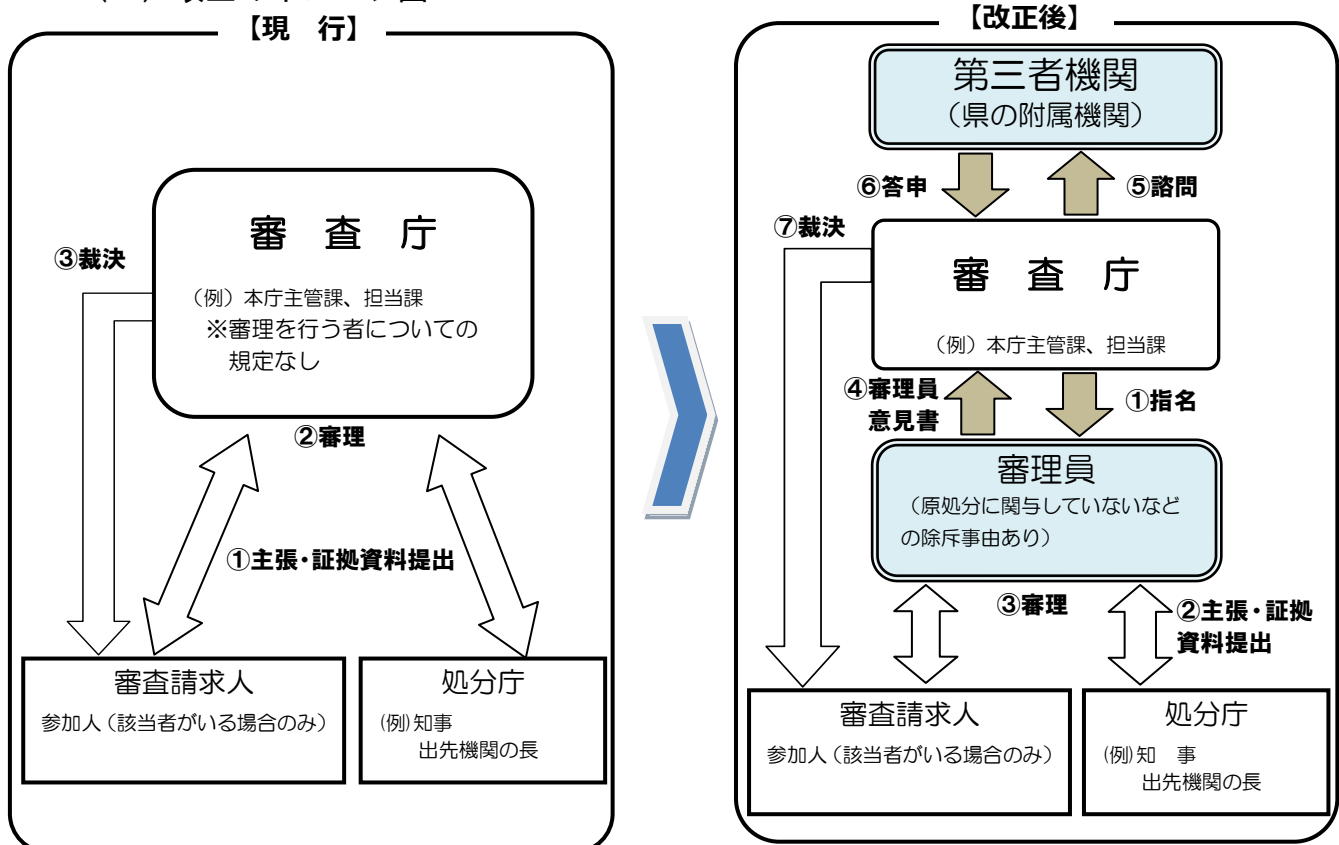 【現　行】
審　査　庁
③裁決
（例）本庁主管課、担当課
※審理を行う者についての
規定なし
②審理
①主張・証拠資料提出
審査請求人
参加人（該当者がいる場合のみ）
処分庁
(例)知事
出先機関の長
【改正後】
第三者機関
（県の附属機関）
⑥答申
⑤諮問
⑦裁決
審　査　庁
（例）本庁主管課、担当課
④審理員
意見書
①指名
審理員
（原処分に関与していないなど
の除斥事由あり）
③審理
②主張・証拠
資料提出
審査請求人
参加人（該当者がいる場合のみ）
処分庁
(例)知　事
出先機関の長